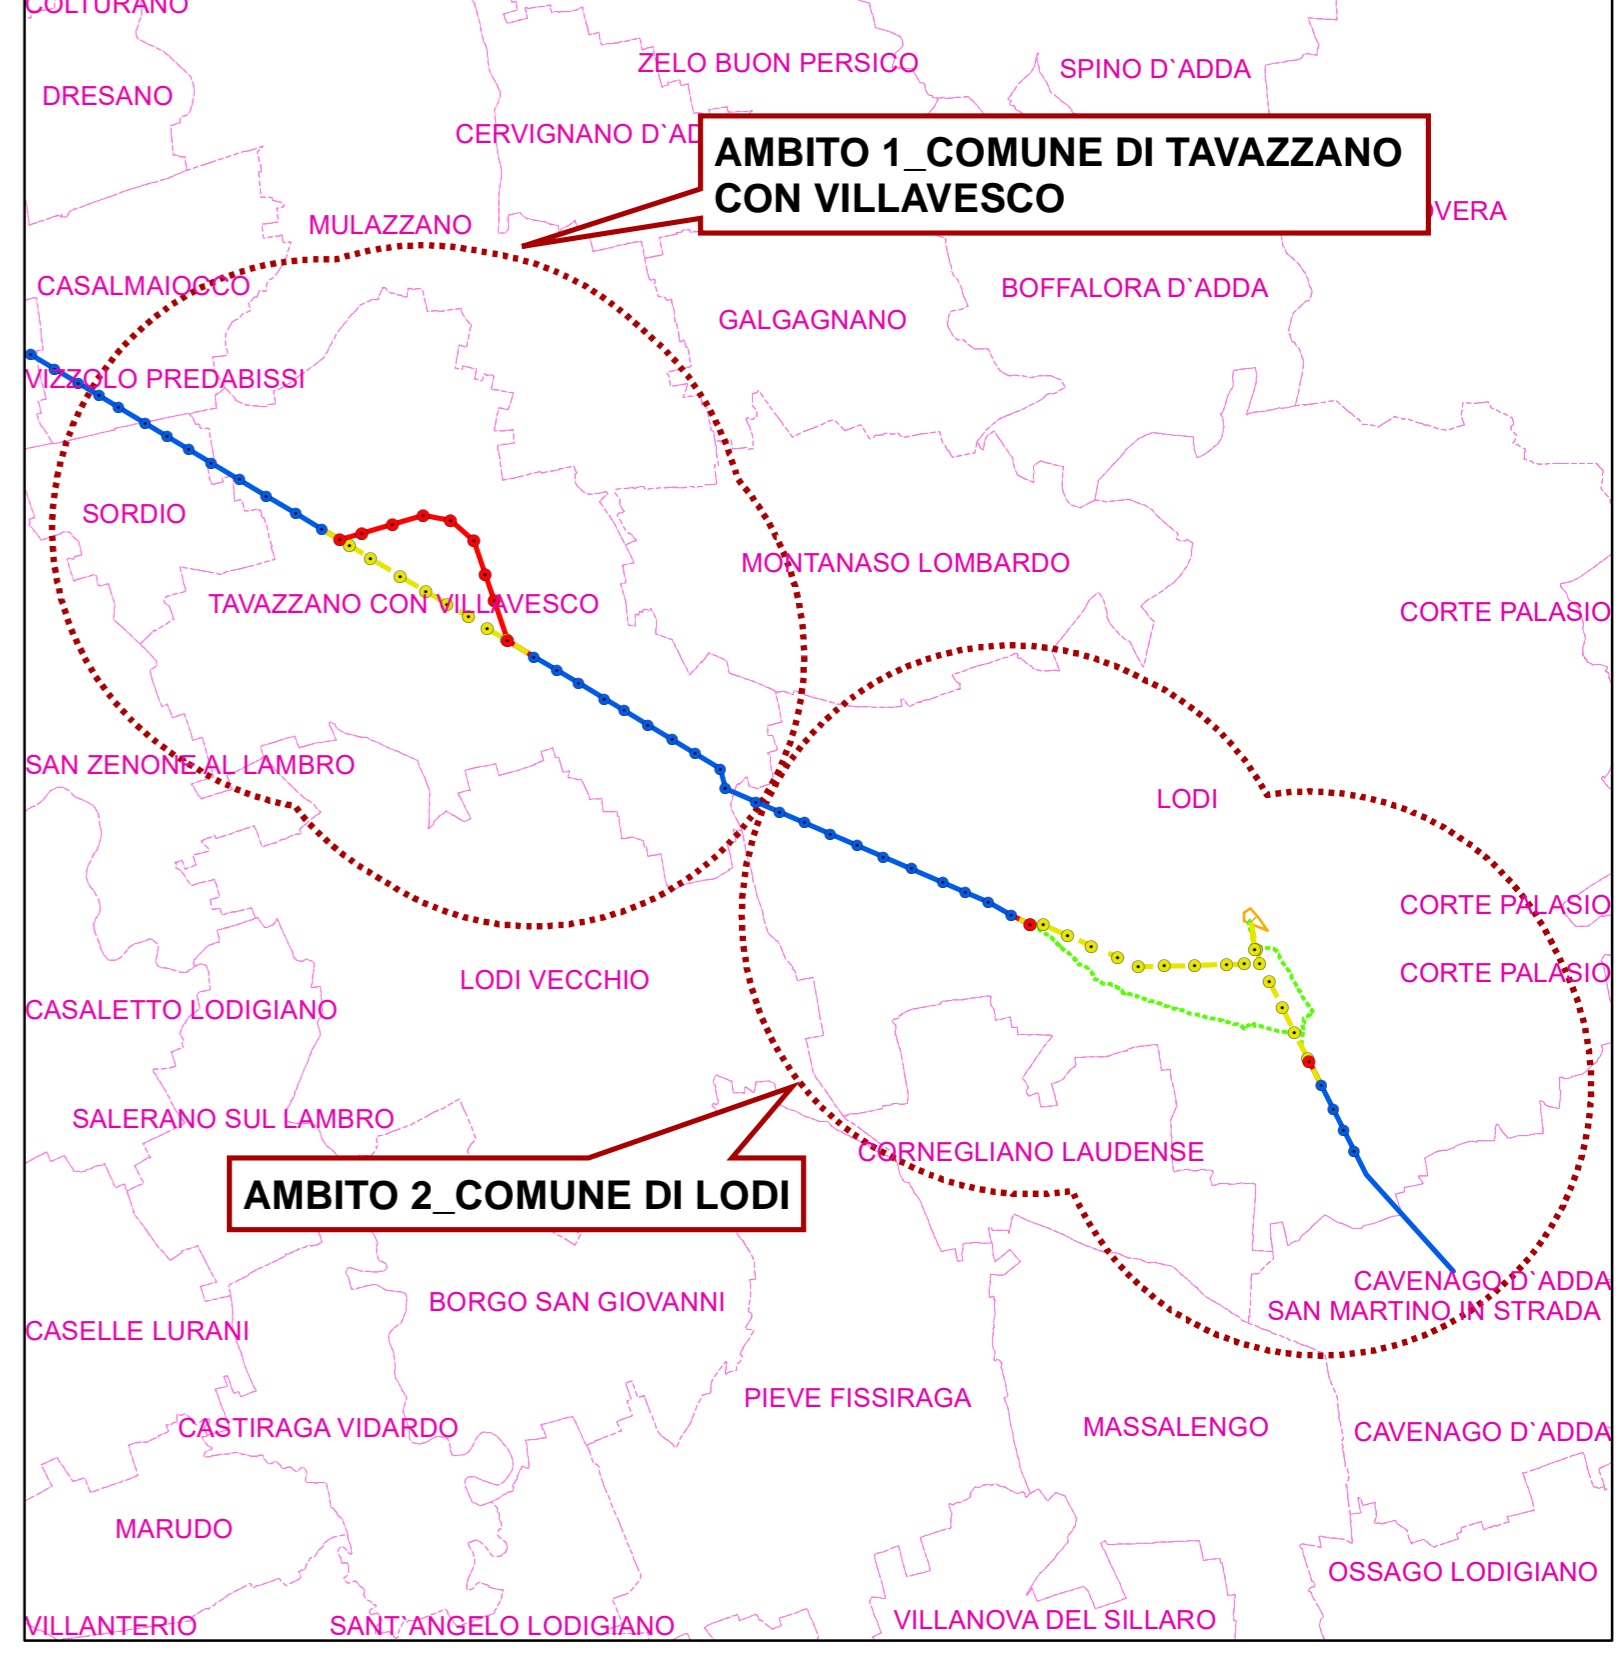 COLTURANO
ZELO BUON PERSICO
SPINO D`ADDA
DRESANO
CERVIGNANO D`AD
AMBITO 1_COMUNE DI TAVAZZANO
CON VILLAVESCO
OVERA
MULAZZANO
CASALMAIOCCO
BOFFALORA D`ADDA
GALGAGNANO
VIZZOLO PREDABISSI
SORDIO
MONTANASO LOMBARDO
TAVAZZANO CON VILLAVESCO
CORTE PALASIO
SAN ZENONE AL LAMBRO
LODI
CORTE PALASIO
LODI VECCHIO
CORTE PALASIO
CASALETTO LODIGIANO
SALERANO SUL LAMBRO
CORNEGLIANO LAUDENSE
AMBITO 2_COMUNE DI LODI
CAVENAGO D`ADDA
BORGO SAN GIOVANNI
SAN MARTINO IN STRADA
CASELLE LURANI
PIEVE FISSIRAGA
CASTIRAGA VIDARDO
MASSALENGO
CAVENAGO D`ADDA
MARUDO
OSSAGO LODIGIANO
VILLANTERIO
SANT`ANGELO LODIGIANO
VILLANOVA DEL SILLARO